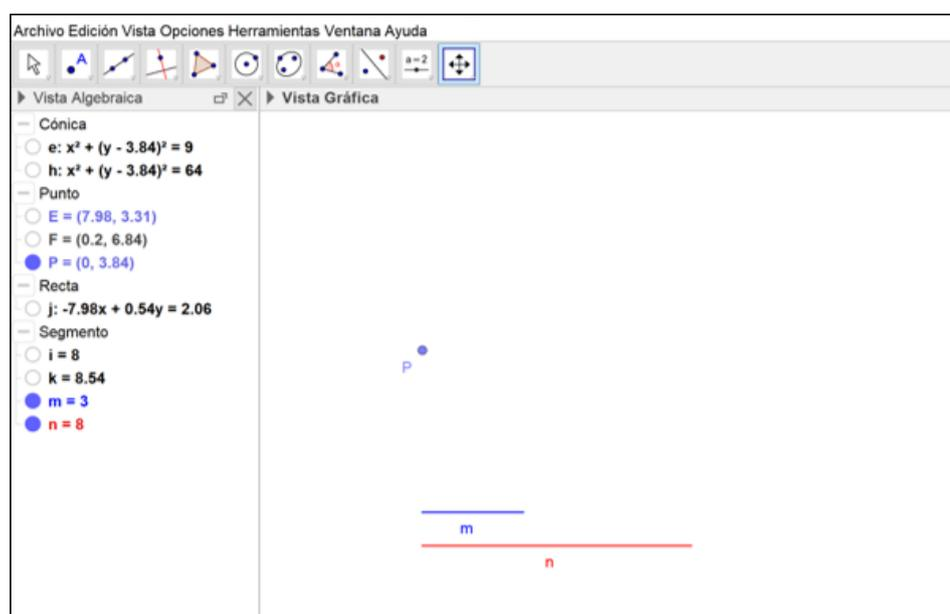 Archivo Edición Vista Opciones Herramientas Ventana Ayuda
A
a=2
Vista Algebraica
Vista Gráfica
Cónica
e: x² + (y - 3.84)² = 9
h: x² + (y - 3.84)² = 64
Punto
E = (7.98, 3.31)
F = (0.2, 6.84)
P = (0, 3.84)
Recta
j: -7.98x + 0.54y = 2.06
Segmento
i = 8
k = 8.54
m = 3
n = 8
P
m
n